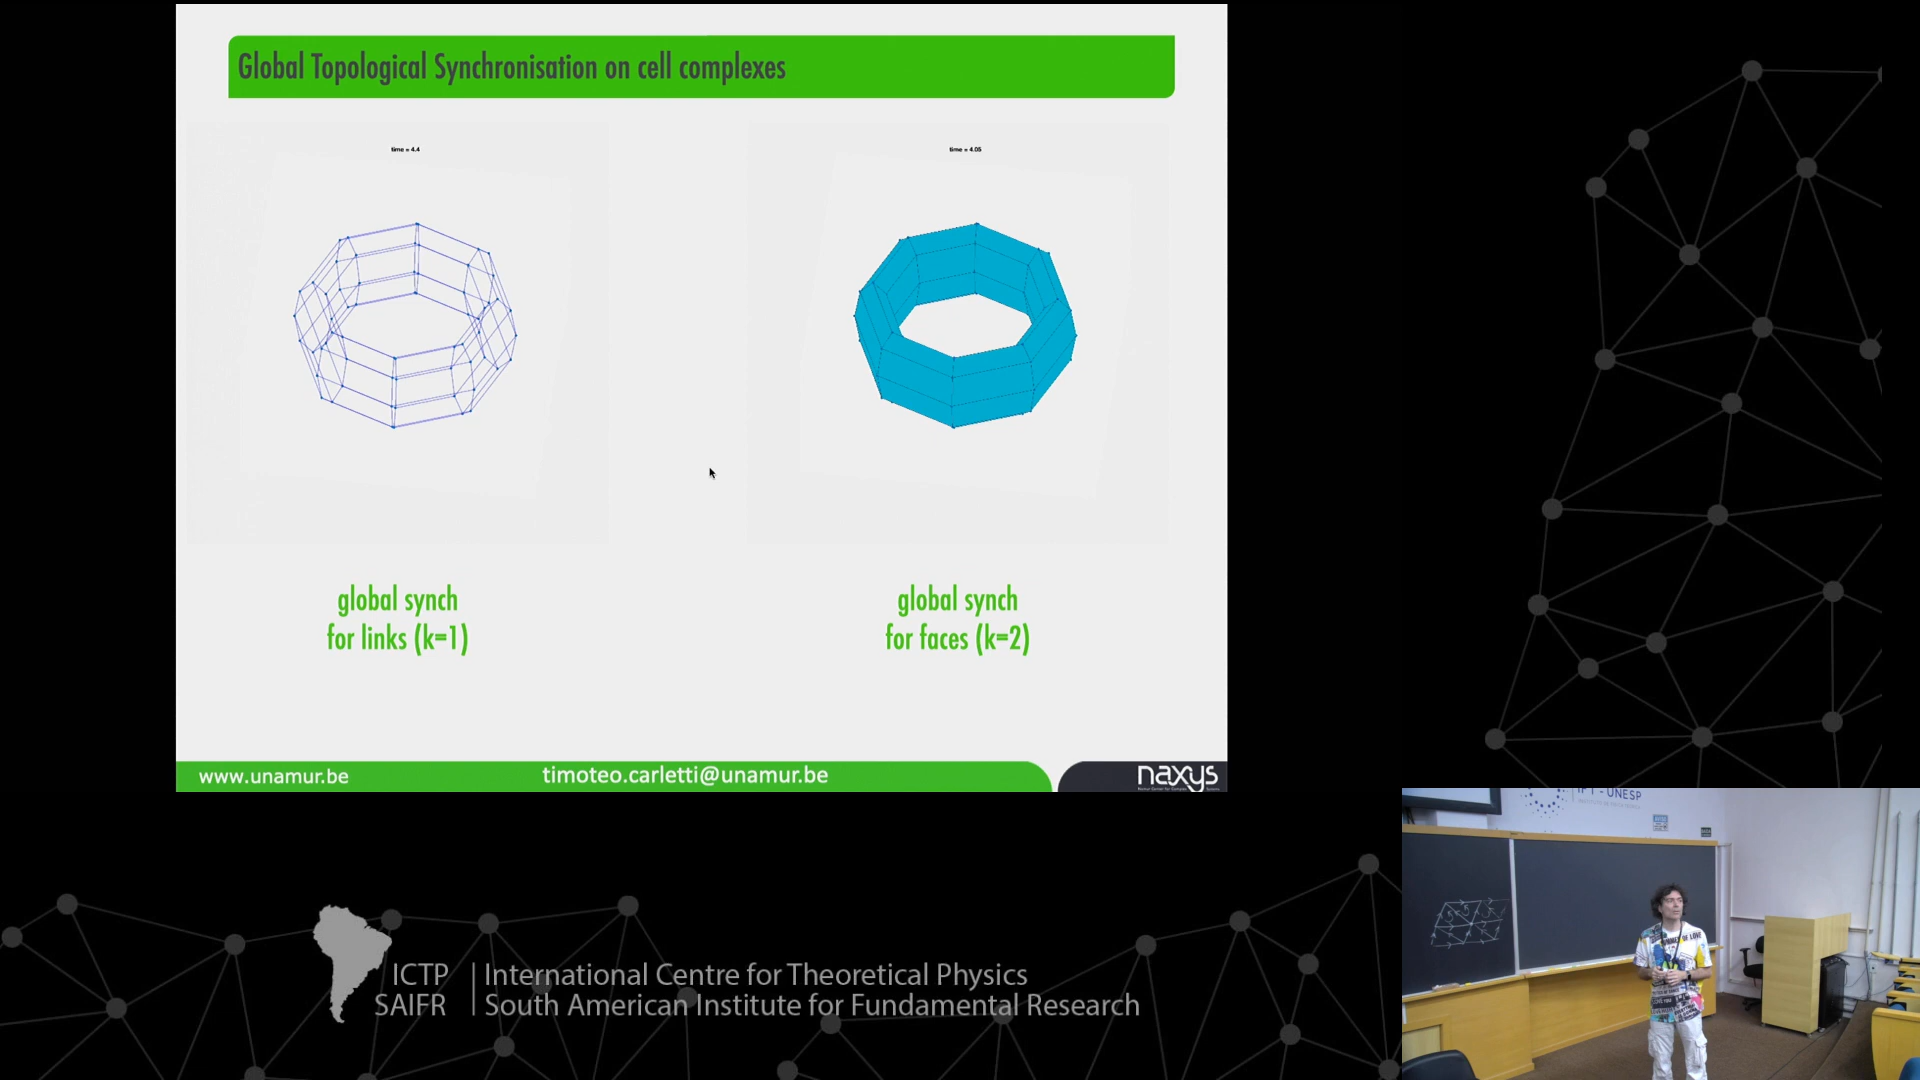 Global Topological Synchronisation on cell complexes
time = 4.4
time = 4.05
global synch
for links (k=1)
global synch
for faces (k=2)
www.unamur.be
timoteo.carletti@unamur.be
naxys
IFT - UNESP
ICTP
SAIFR
International Centre for Theoretical Physics
South American Institute for Fundamental Research